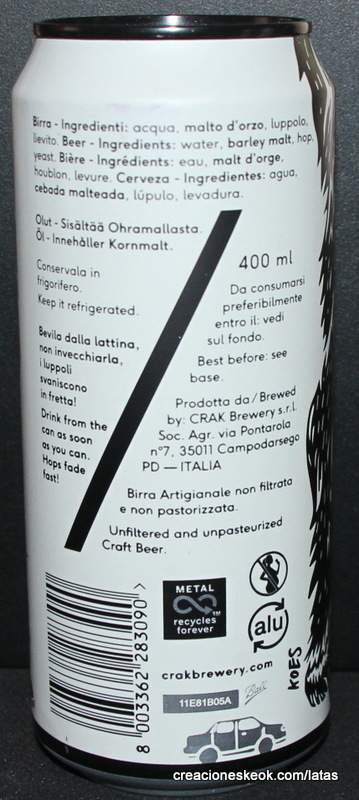 Birra - Ingredienti: acqua, malto d'orzo, luppolo,
lievito. Beer - Ingredients: water, barley malt, hop,
yeast. Bière - Ingrédients: eau, malt d'orge,
houblon, levure. Cerveza - Ingredientes: agua,
cebada malteada, lúpulo, levadura.
Olut - Sisältää Ohramallasta.
Öl - Innehåller Kornmalt.
Conservala in
frigorifero.
Keep it refrigerated.
Bevila dalla lattina,
non invecchiarla,
i luppoli
svaniscono
in fretta!
Drink from the
can as soon
as you can.
Hops fade
fast!
400 ml
Da consumarsi
preferibilmente
entro il: vedi
sul fondo.
Best before: see
base.
Prodotta da / Brewed
by: CRAK Brewery s.r.l.
Soc. Agr. via Pontarola
n°7, 35011 Campodarsego
PD — ITALIA
Birra Artigianale non filtrata
e non pastorizzata.
Unfiltered and unpasteurized
Craft Beer.
METAL
recycles
forever
TM
alu
crakbrewery.com
11E81B05A
Ball
KOES
8 003362 283090 >
creacioneskeok.com/latas